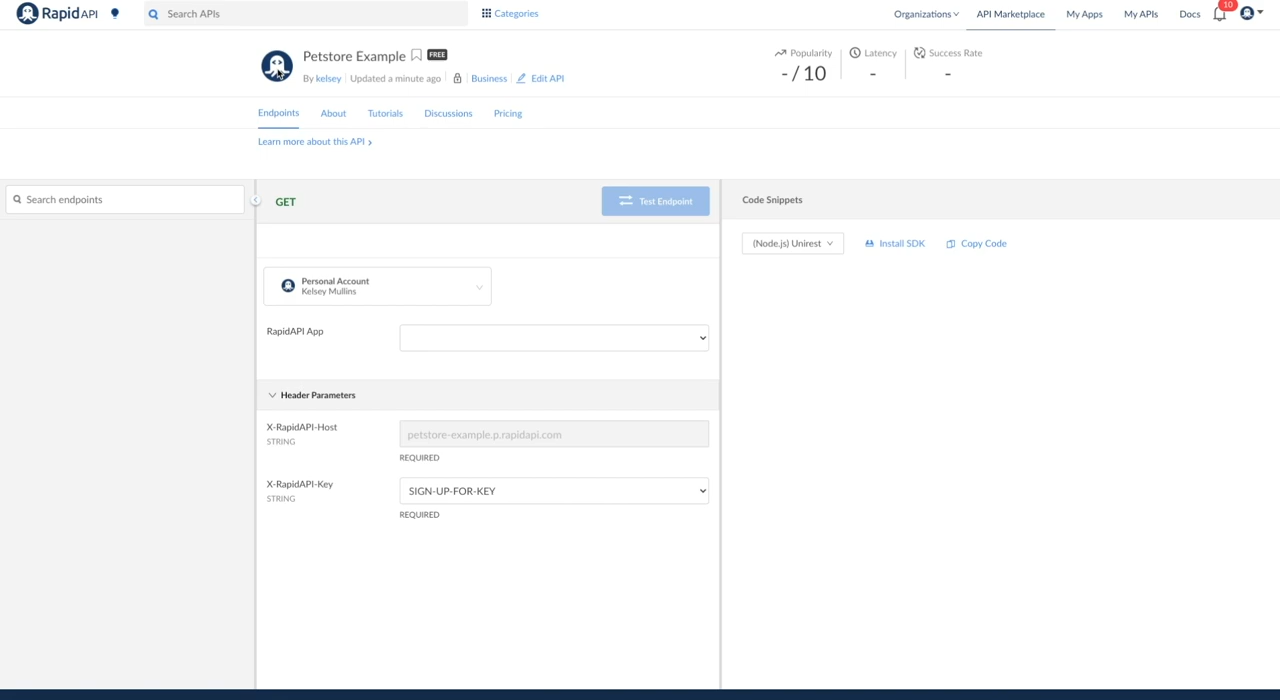 RapidAPI
Search APIs
Categories
Organizations
API Marketplace
My Apps
My APIs
Docs
10
Petstore Example
FREE
By kelsey
Updated a minute ago
Business
Edit API
Popularity
- / 10
Latency
-
Success Rate
-
Endpoints
About
Tutorials
Discussions
Pricing
Learn more about this API
Search endpoints
GET
Test Endpoint
Personal Account
Kelsey Mullins
RapidAPI App
Header Parameters
X-RapidAPI-Host
STRING
petstore-example.p.rapidapi.com
REQUIRED
X-RapidAPI-Key
STRING
SIGN-UP-FOR-KEY
REQUIRED
Code Snippets
(Node.js) Unirest
Install SDK
Copy Code